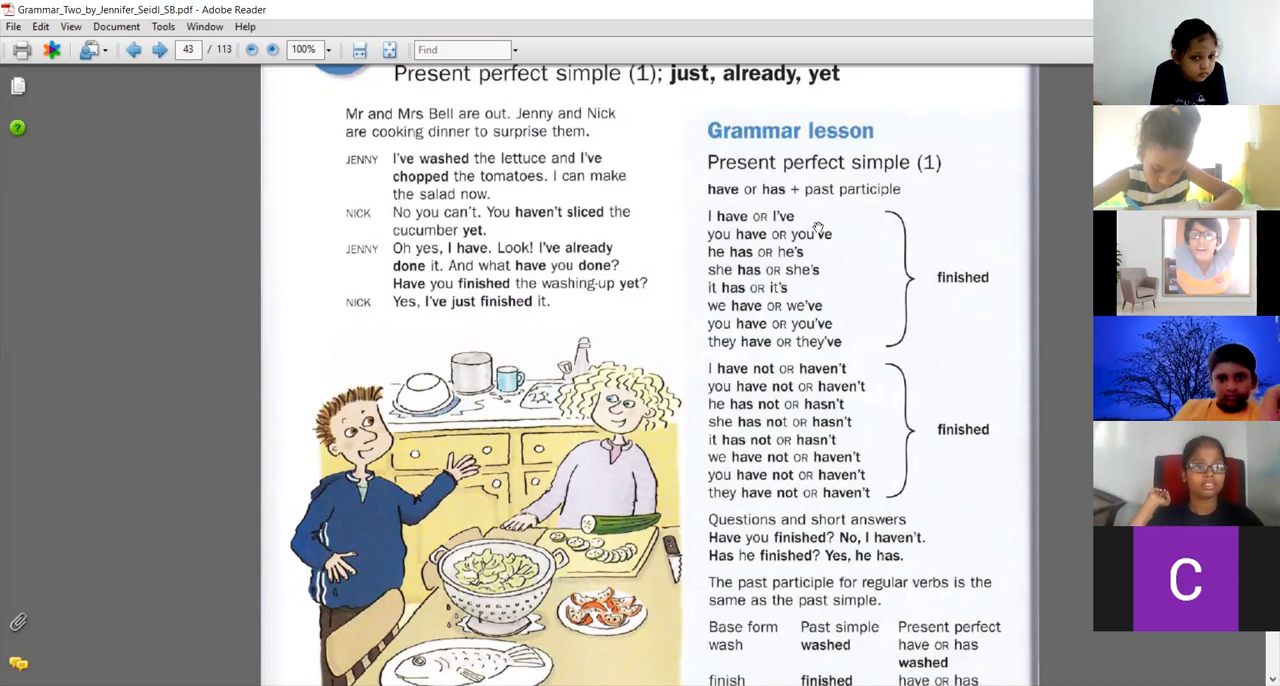 Grammar_Two_by_Jennifer_Seidl_SB.pdf - Adobe Reader
File Edit View Document Tools Window Help
43 / 113 100% Find
Present perfect simple (1); just, already, yet
Mr and Mrs Bell are out. Jenny and Nick
are cooking dinner to surprise them.
JENNY I've washed the lettuce and I've
chopped the tomatoes. I can make
the salad now.
NICK No you can't. You haven't sliced the
cucumber yet.
JENNY Oh yes, I have. Look! I've already
done it. And what have you done?
Have you finished the washing-up yet?
NICK Yes, I've just finished it.
Grammar lesson
Present perfect simple (1)
have or has + past participle
I have OR I've
you have OR you've
he has OR he's
she has OR she's
it has OR it's
we have OR we've
you have OR you've
they have OR they've
finished
I have not OR haven't
you have not OR haven't
he has not OR hasn't
she has not OR hasn't
it has not OR hasn't
we have not OR haven't
you have not OR haven't
they have not OR haven't
finished
Questions and short answers
Have you finished? No, I haven't.
Has he finished? Yes, he has.
The past participle for regular verbs is the
same as the past simple.
Base form Past simple Present perfect
wash washed have OR has
washed
finish finished have OR has
C